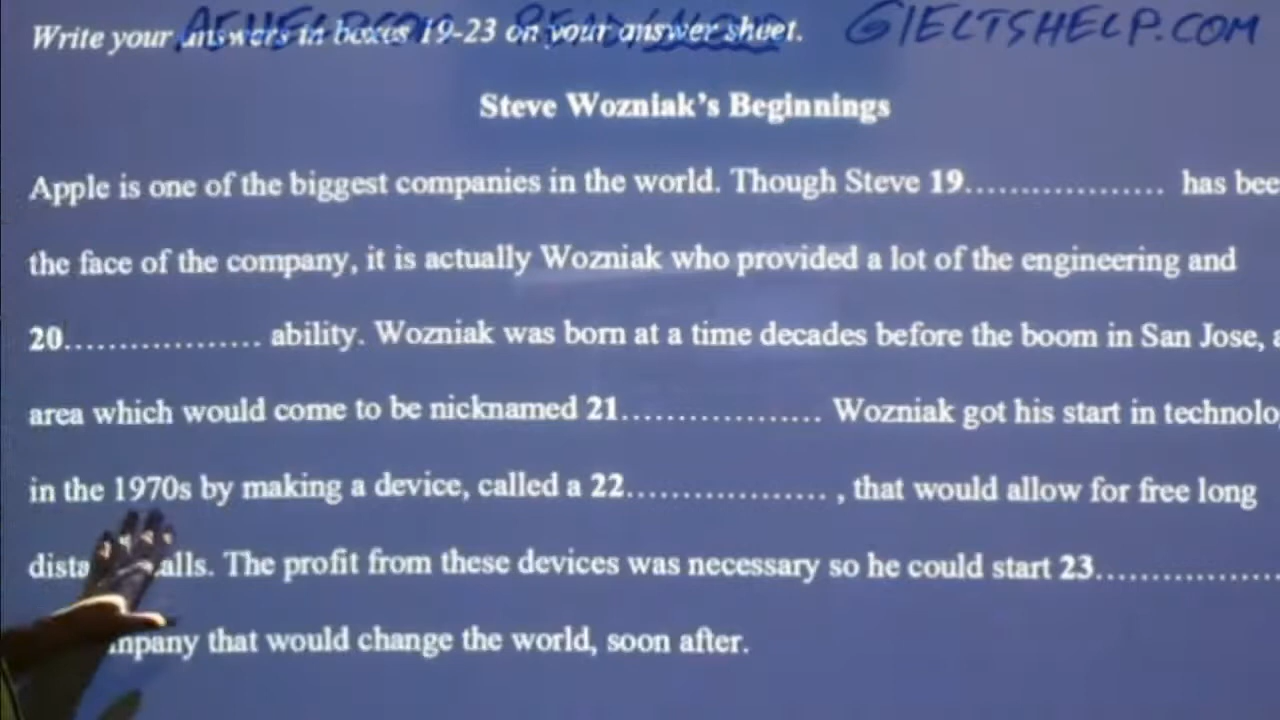 Write your answers in boxes 19-23 on your answer sheet.
GIELTSHELP.COM
Steve Wozniak's Beginnings
Apple is one of the biggest companies in the world. Though Steve 19.................. has bee
the face of the company, it is actually Wozniak who provided a lot of the engineering and
20.................. ability. Wozniak was born at a time decades before the boom in San Jose, a
area which would come to be nicknamed 21.................. Wozniak got his start in technolo
in the 1970s by making a device, called a 22.................. , that would allow for free long
dista alls. The profit from these devices was necessary so he could start 23................
mpany that would change the world, soon after.